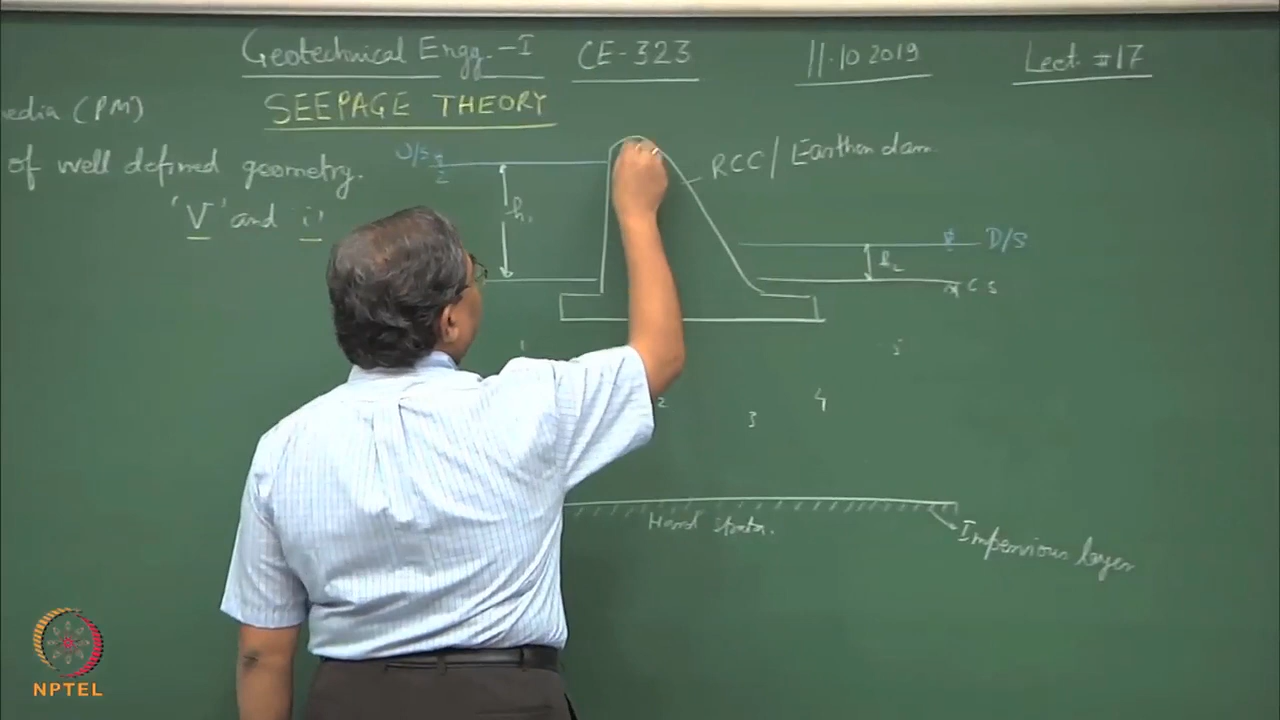 Geotechnical Engg.-I CE-323 11.10.2019 Lect. #17
SEEPAGE THEORY
edia (PM)
of well defined geometry.
'V' and i'
U/S
RCC / Earthen dam
h1
D/S
h2
G S
1
5
2
3
4
Hard strata.
Impervious layer
NPTEL